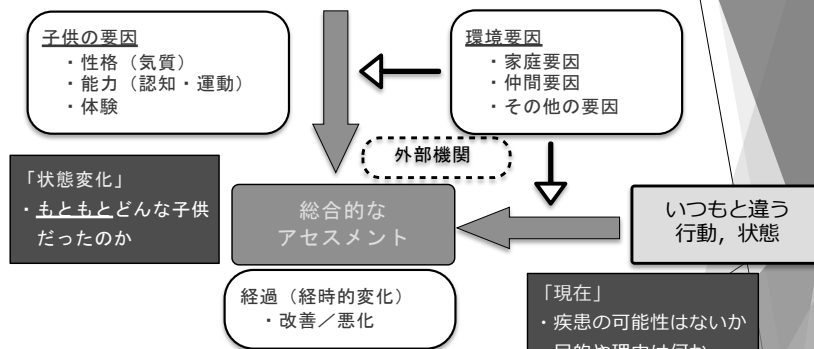 子供の要因
・性格（気質）
・能力（認知・運動）
・体験
環境要因
・家庭要因
・仲間要因
・その他の要因
外部機関
「状態変化」
・もともとどんな子供
だったのか
総合的な
アセスメント
いつもと違う
行動，状態
経過（経時的変化）
・改善／悪化
「現在」
・疾患の可能性はないか